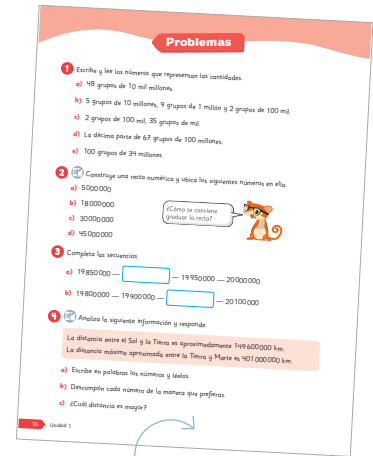 Problemas
1 Escribe y lee los números que representan las cantidades.
a) 48 grupos de 10 mil millones.
b) 5 grupos de 10 millones, 9 grupos de 1 millón y 2 grupos de 100 mil.
c) 2 grupos de 100 mil, 35 grupos de mil.
d) La décima parte de 67 grupos de 100 millones.
e) 100 grupos de 34 millones.
2 Construye una recta numérica y ubica los siguientes números en ella.
a) 5 000 000
b) 18 000 000
c) 30 000 000
d) 45 000 000
¿Cómo te conviene
graduar la recta?
3 Completa las secuencias.
a) 19 850 000 — — 19 950 000 — 20 000 000
b) 19 800 000 — 19 900 000 — — 20 100 000
4 Analiza la siguiente información y responde.
La distancia entre el Sol y la Tierra es aproximadamente 149 600 000 km.
La distancia máxima aproximada entre la Tierra y Marte es 401 000 000 km.
a) Escribe en palabras los números y léelos.
b) Descompón cada número de la manera que prefieras.
c) ¿Cuál distancia es mayor?
26 Unidad 1